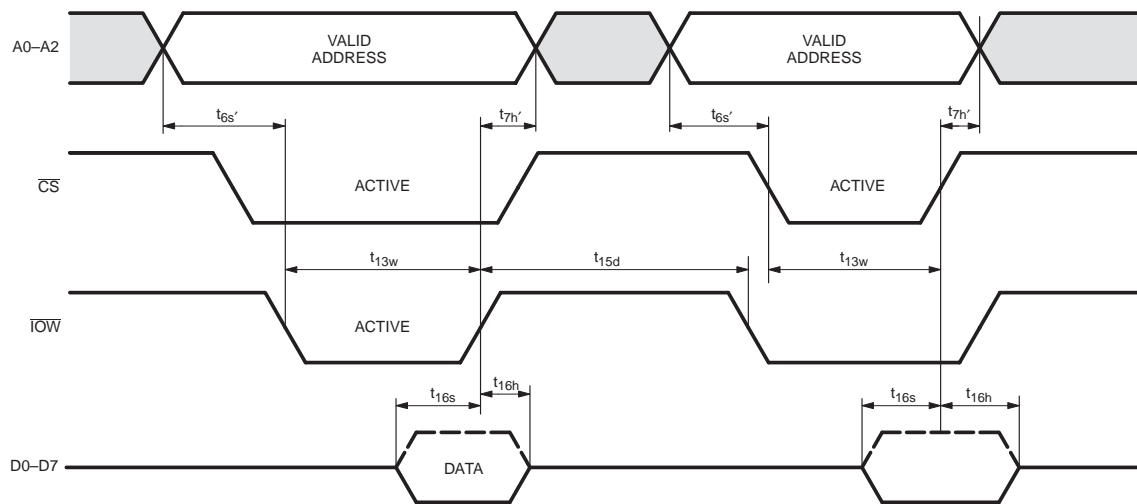 A0–A2
VALID
ADDRESS
VALID
ADDRESS
t6s′
t7h′
t6s′
t7h′
CS
ACTIVE
ACTIVE
t13w
t15d
t13w
IOW
ACTIVE
t16s
t16h
t16s
t16h
D0–D7
DATA